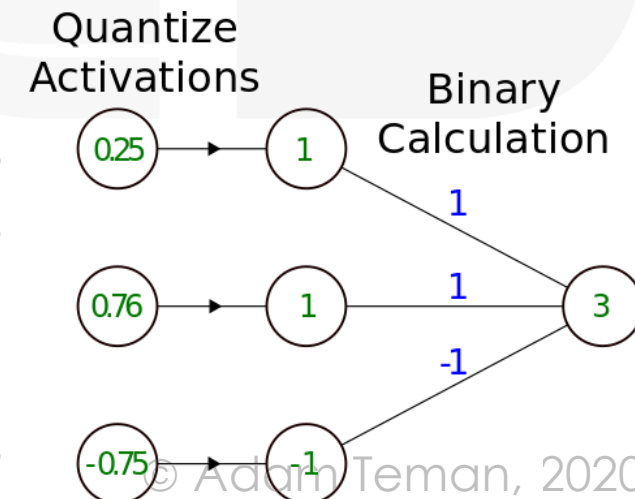 Quantize
Activations
Binary
Calculation
0.25
1
1
0.76
1
1
3
-1
-0.75
-1
© Adam Teman, 2020